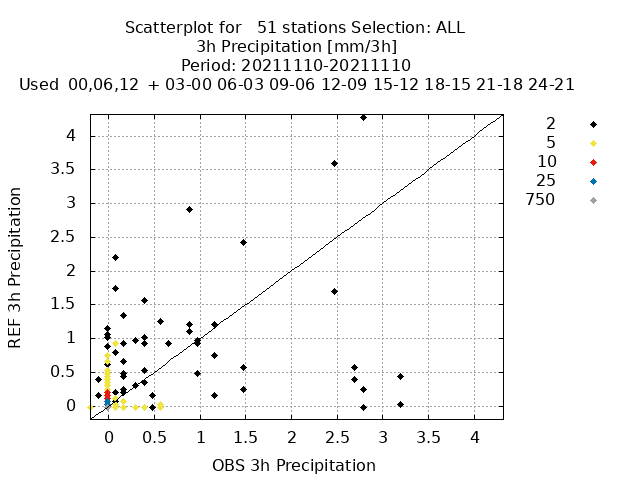 Scatterplot for   51 stations Selection: ALL
3h Precipitation [mm/3h]
Period: 20211110-20211110
Used  00,06,12  + 03-00 06-03 09-06 12-09 15-12 18-15 21-18 24-21
2
5
10
25
750
REF 3h Precipitation
4
3.5
3
2.5
2
1.5
1
0.5
0
0 0.5 1 1.5 2 2.5 3 3.5 4
OBS 3h Precipitation